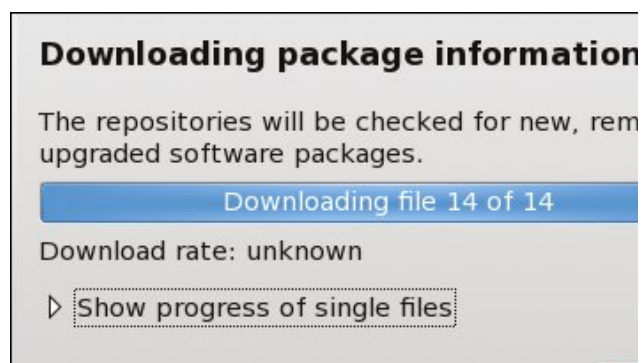 Downloading package information
The repositories will be checked for new, rem
upgraded software packages.
Downloading file 14 of 14
Download rate: unknown
Show progress of single files